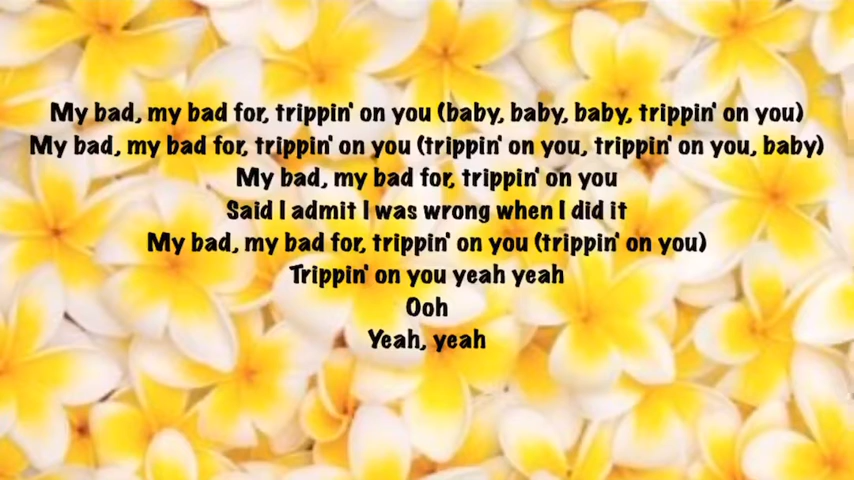 My bad, my bad for, trippin' on you (baby, baby, baby, trippin' on you)
My bad, my bad for, trippin' on you (trippin' on you, trippin' on you, baby)
My bad, my bad for, trippin' on you
Said I admit I was wrong when I did it
My bad, my bad for, trippin' on you (trippin' on you)
Trippin' on you yeah yeah
Ooh
Yeah, yeah